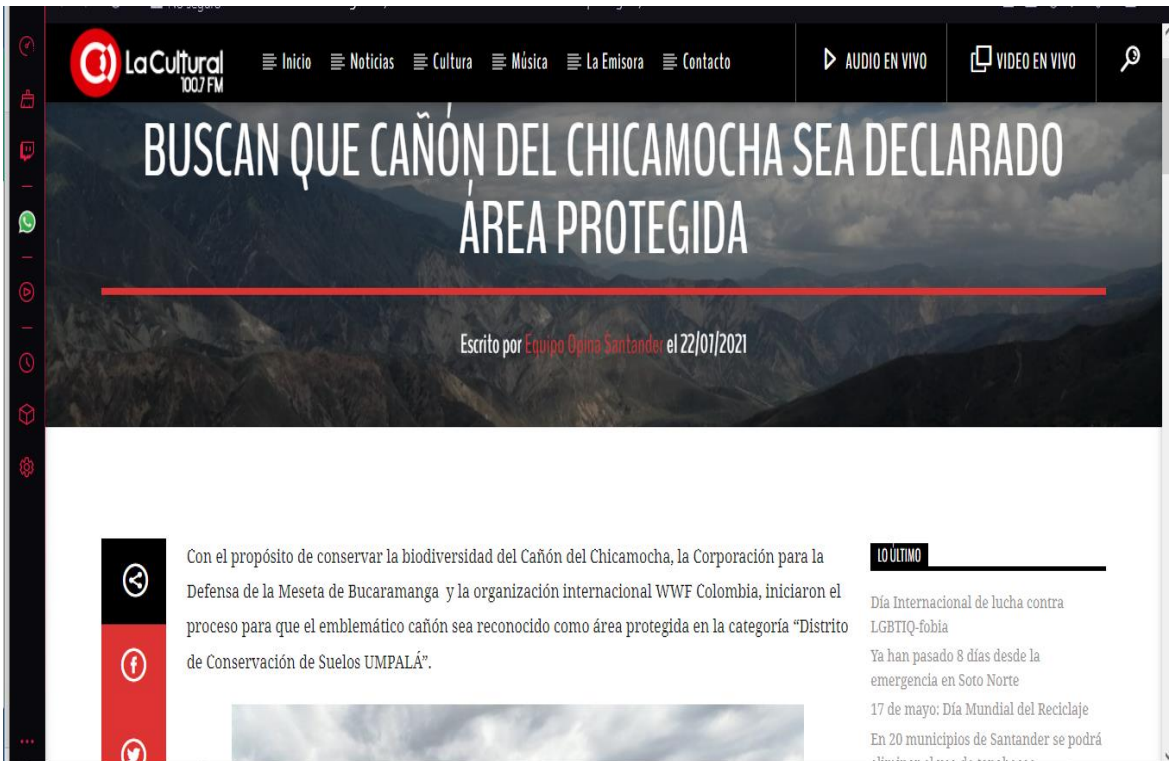 La Cultural
100.7 FM
Inicio
Noticias
Cultura
Música
La Emisora
Contacto
AUDIO EN VIVO
VIDEO EN VIVO
BUSCAN QUE CAÑÓN DEL CHICAMOCHA SEA DECLARADO
ÁREA PROTEGIDA
Escrito por Equipo Opina Santander el 22/07/2021
Con el propósito de conservar la biodiversidad del Cañón del Chicamocha, la Corporación para la
Defensa de la Meseta de Bucaramanga y la organización internacional WWF Colombia, iniciaron el
proceso para que el emblemático cañón sea reconocido como área protegida en la categoría “Distrito
de Conservación de Suelos UMPALÁ”.
LO ÚLTIMO
Día Internacional de lucha contra
LGBTIQ-fobia
Ya han pasado 8 días desde la
emergencia en Soto Norte
17 de mayo: Día Mundial del Reciclaje
En 20 municipios de Santander se podrá